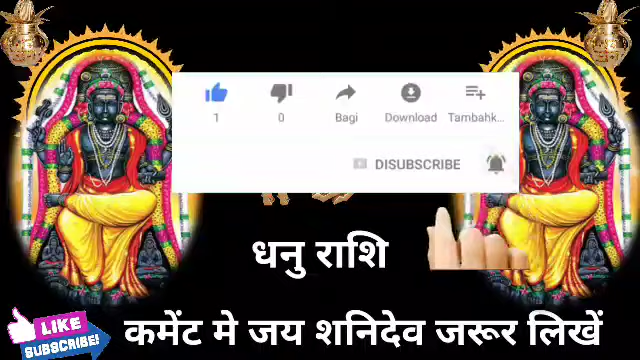 1 0 Bagi Download Tambahk...
DISUBSCRIBE
धनु राशि
LIKE
SUBSCRIBE!
कमेंट मे जय शनिदेव जरूर लिखें